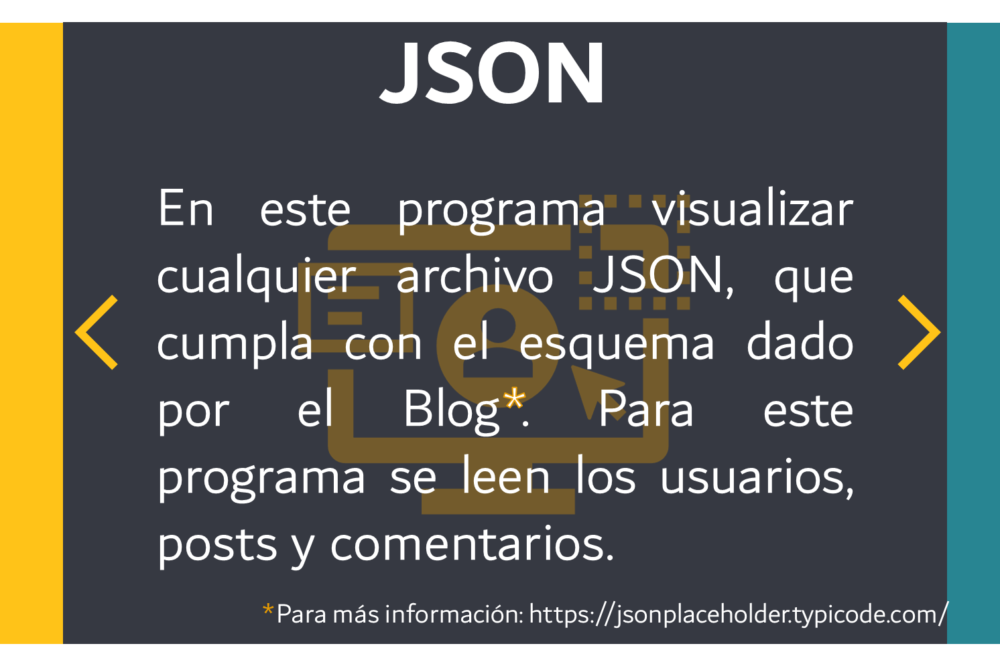 JSON
En este programa visualizar
cualquier archivo JSON, que
cumpla con el esquema dado
por el Blog*. Para este
programa se leen los usuarios,
posts y comentarios.
*Para más información: https://jsonplaceholder.typicode.com/